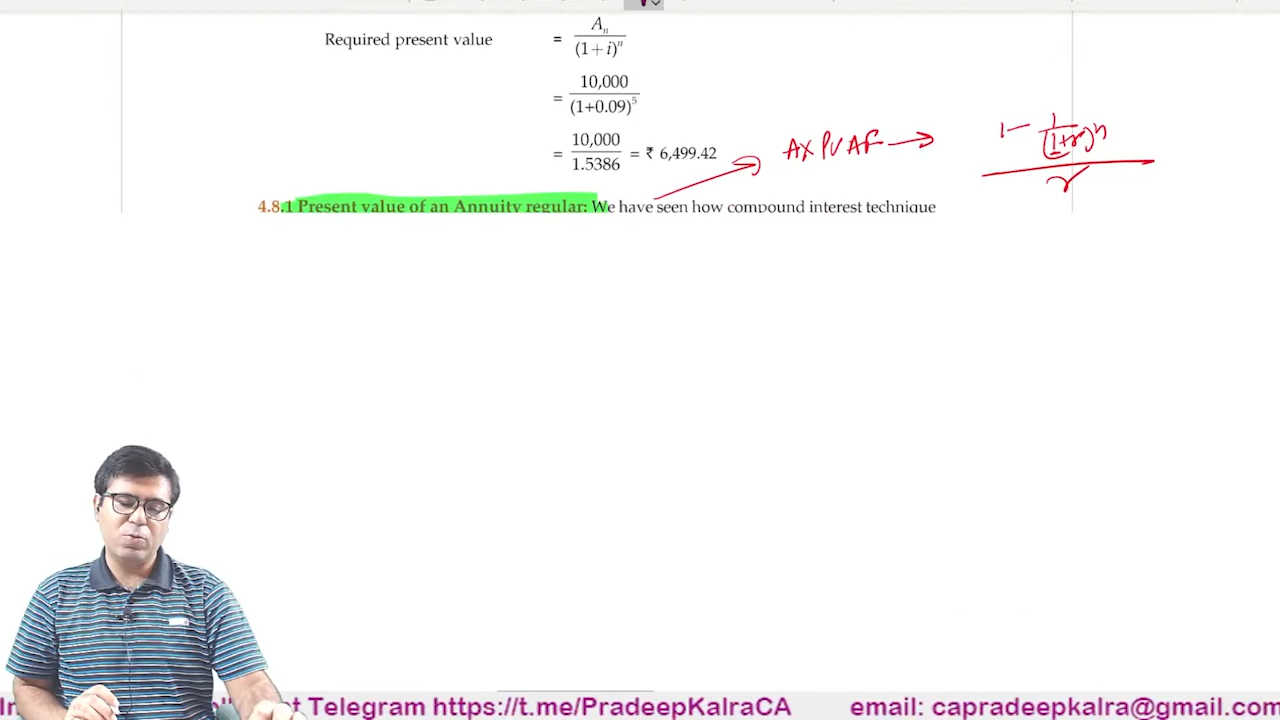 Required present value = Aₙ / (1+i)ⁿ
= 10,000 / (1+0.09)⁵
= 10,000 / 1.5386 = ₹ 6,499.42
A×PVAF → 1 - 1/(1+r)ⁿ / r
4.8.1 Present value of an Annuity regular: We have seen how compound interest technique
t Telegram https://t.me/PradeepKalraCA email: capradeepkalra@gmail.com